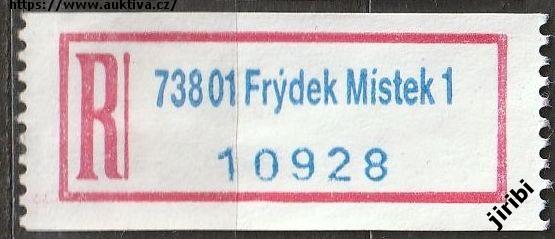 https://www.auktiva.cz/
R
738 01 Frýdek Místek 1
10928
jiribi